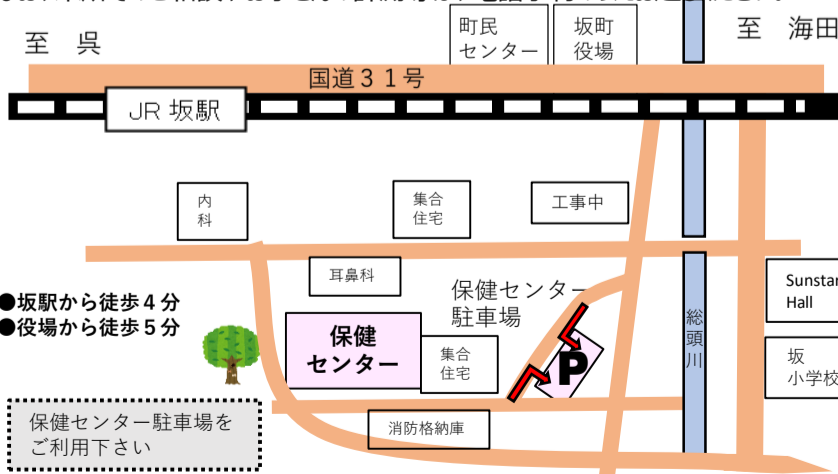 至 呉
町民
センター
坂町
役場
至 海田
国道３１号
JR 坂駅
内
科
集合
住宅
工事中
耳鼻科
保健センター
駐車場
Sunstar
Hall
●坂駅から徒歩４分
●役場から徒歩５分
保健
センター
集合
住宅
P
総頭川
坂
小学校
保健センター駐車場を
ご利用下さい
消防格納庫